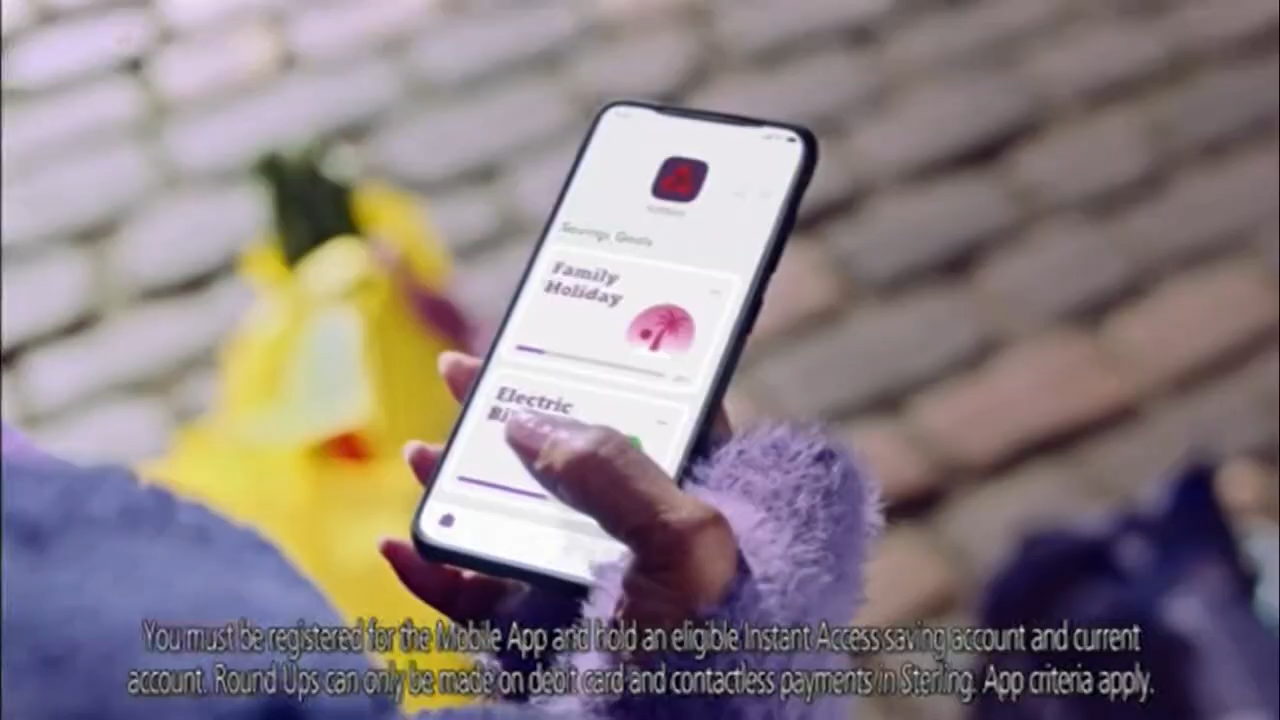 Savings Goals
Family
Holiday
Electric
You must be registered for the Mobile App and hold an eligible Instant Access saving account and current
account. Round Ups can only be made on debit card and contactless payments in Sterling. App criteria apply.